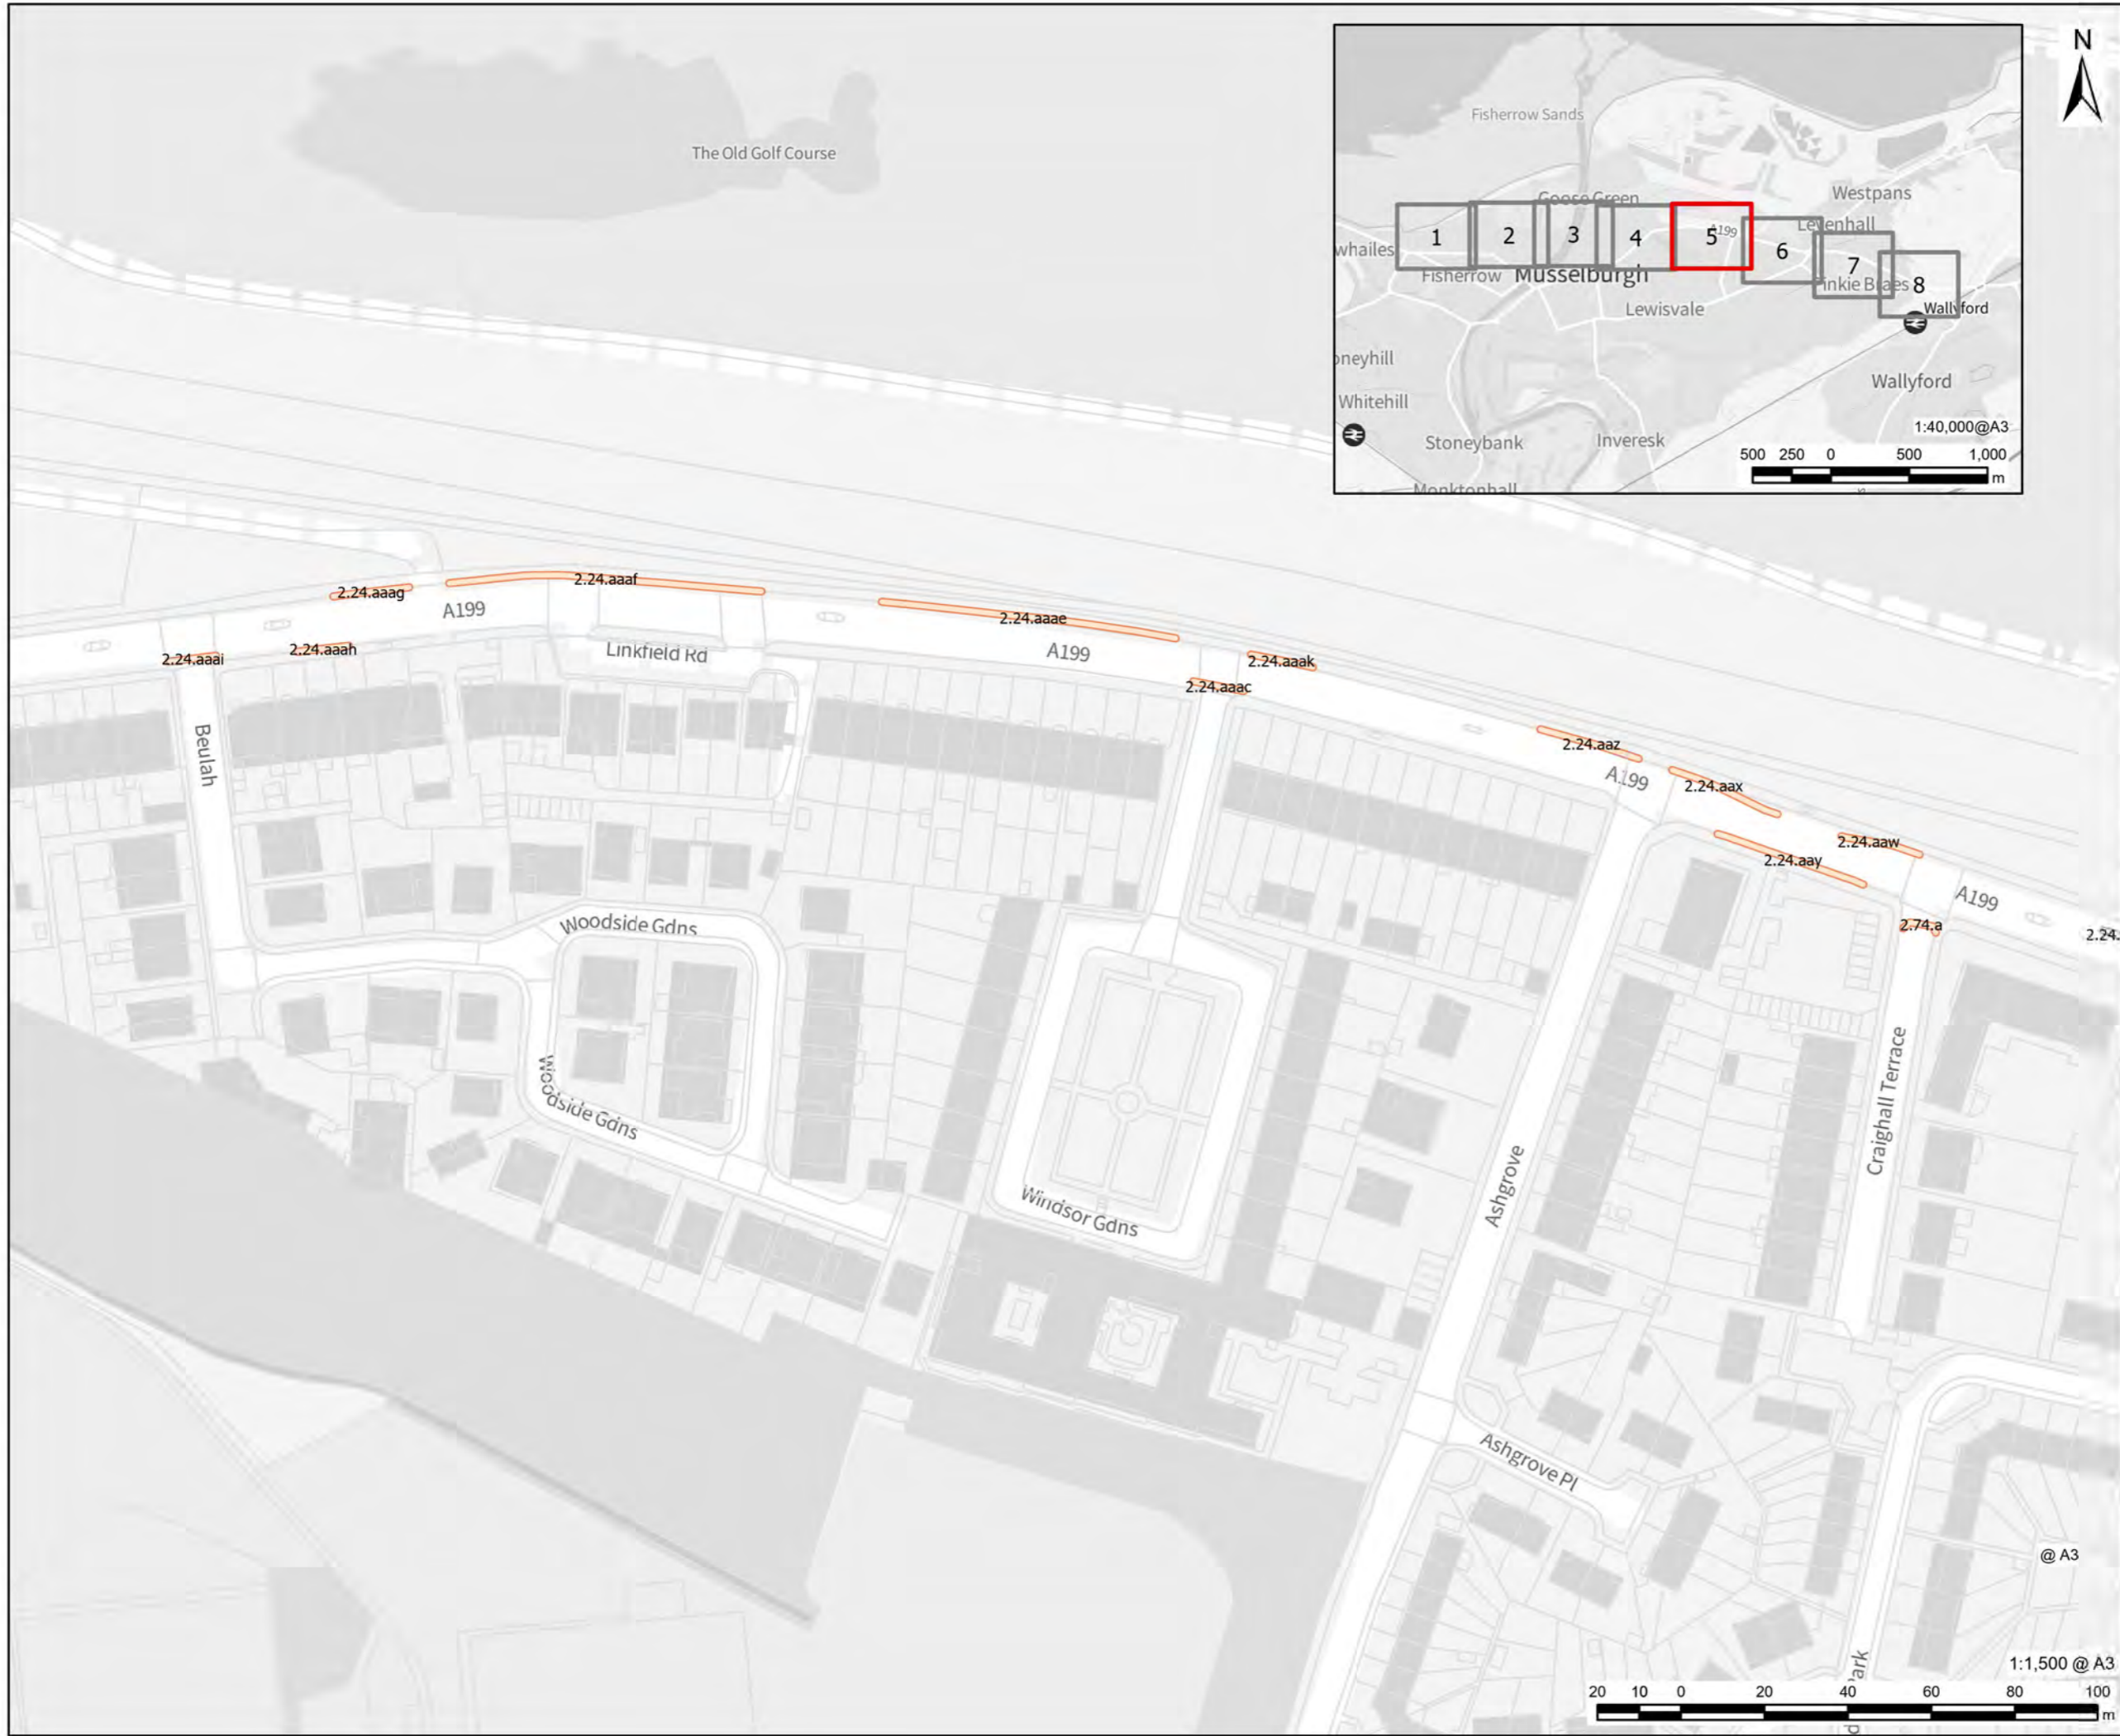 N
Fisherrow Sands
The Old Golf Course
Westpans
Goose Green
Levenhall
A199
1
2
3
4
5
6
7
8
whailes
Fisherrow
Musselburgh
inkie Braes
Lewisvale
Wallyford
oneyhill
Wallyford
Whitehill
Stoneybank
Inveresk
1:40,000@A3
500 250 0 500 1,000
m
Monktonhall
2.24.aaaf
2.24.aaag
A199
2.24.aaae
2.24.aaah
2.24.aaai
Linkfield Rd
A199
2.24.aaak
2.24.aaac
Beulah
2.24.aaz
A199
2.24.aax
2.24.aaw
2.24.aay
A199
2.74.a
2.24.
Woodside Gdns
Woodside Gdns
Craighall Terrace
Windsor Gdns
Ashgrove
Ashgrove Pl
@ A3
Park
1:1,500 @ A3
20 10 0 20 40 60 80 100
m